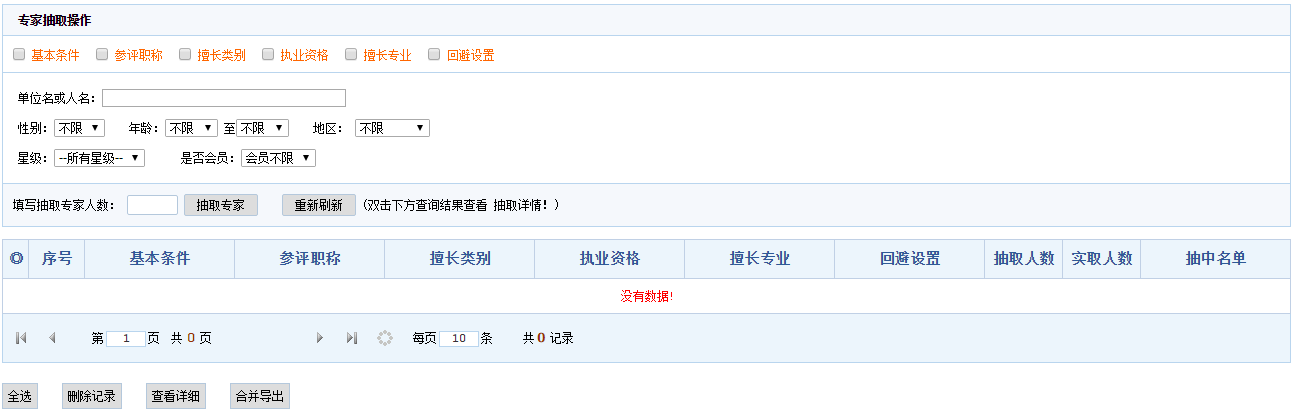 专家抽取操作
基本条件 参评职称 擅长类别 执业资格 擅长专业 回避设置
单位名或人名:
性别: 不限 年龄: 不限 至 不限 地区: 不限
星级: --所有星级-- 是否会员: 会员不限
填写抽取专家人数: 抽取专家 重新刷新 (双击下方查询结果查看 抽取详情! )
◎ 序号 基本条件 参评职称 擅长类别 执业资格 擅长专业 回避设置 抽取人数 实取人数 抽中名单
没有数据!
第 1 页 共 0 页 每页 10 条 共 0 记录
全选 删除记录 查看详细 合并导出